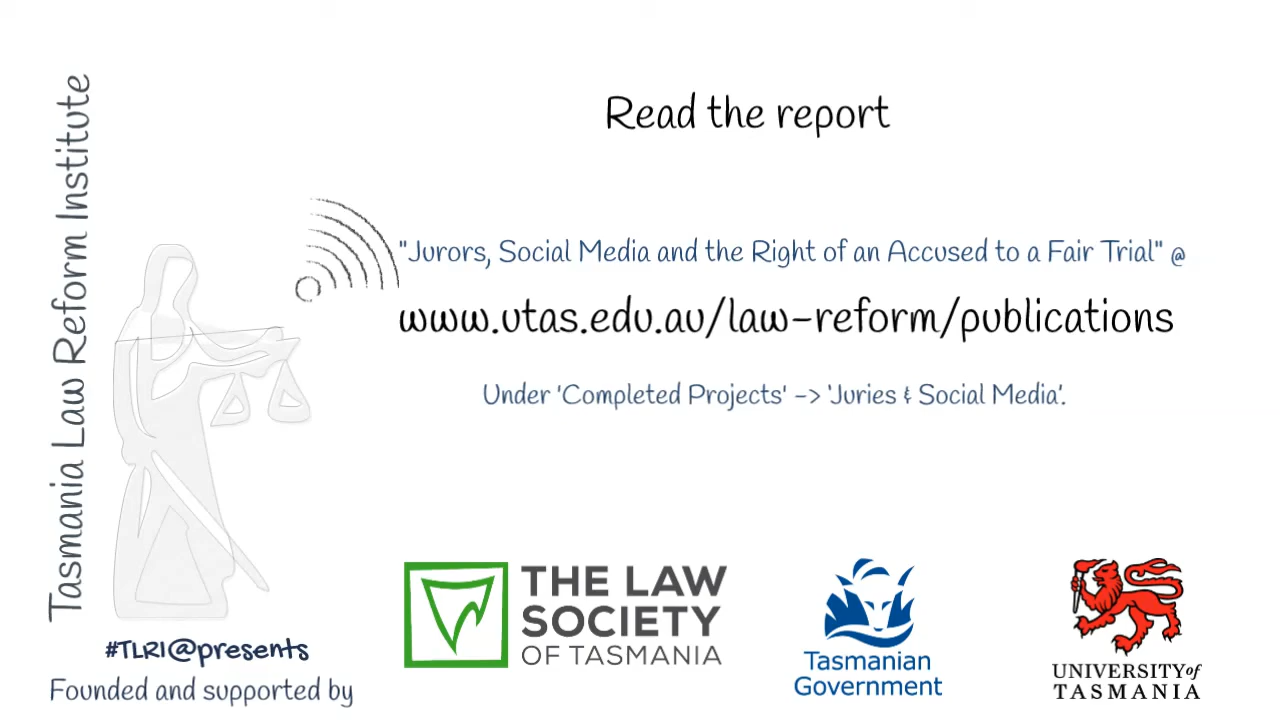 Tasmania Law Reform Institute
Read the report
"Jurors, Social Media and the Right of an Accused to a Fair Trial" @
www.utas.edu.au/law-reform/publications
Under 'Completed Projects' -> 'Juries & Social Media'.
#TLRI@presents
Founded and supported by
THE LAW
SOCIETY
OF TASMANIA
Tasmanian
Government
UNIVERSITY of
TASMANIA